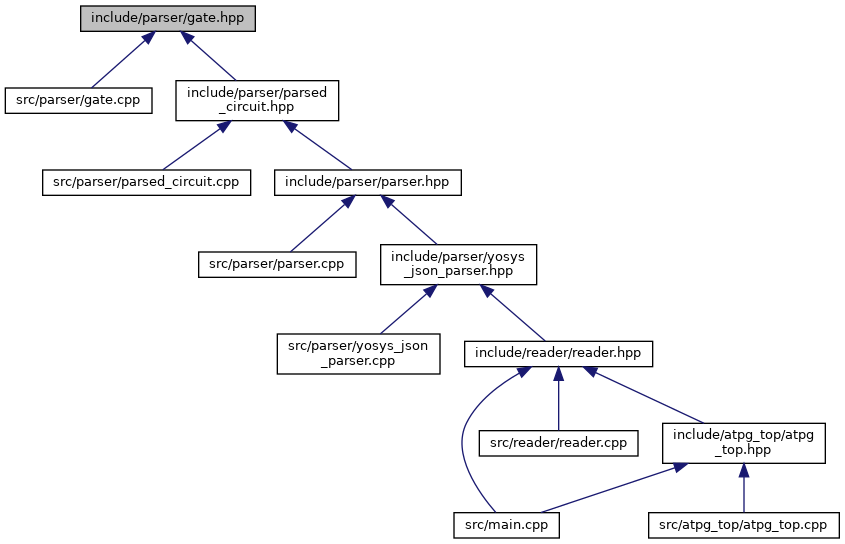 include/parser/gate.hpp
src/parser/gate.cpp
include/parser/parsed
_circuit.hpp
src/parser/parsed_circuit.cpp
include/parser/parser.hpp
src/parser/parser.cpp
include/parser/yosys
_json_parser.hpp
src/parser/yosys_json
_parser.cpp
include/reader/reader.hpp
src/reader/reader.cpp
include/atpg_top/atpg
_top.hpp
src/main.cpp
src/atpg_top/atpg_top.cpp